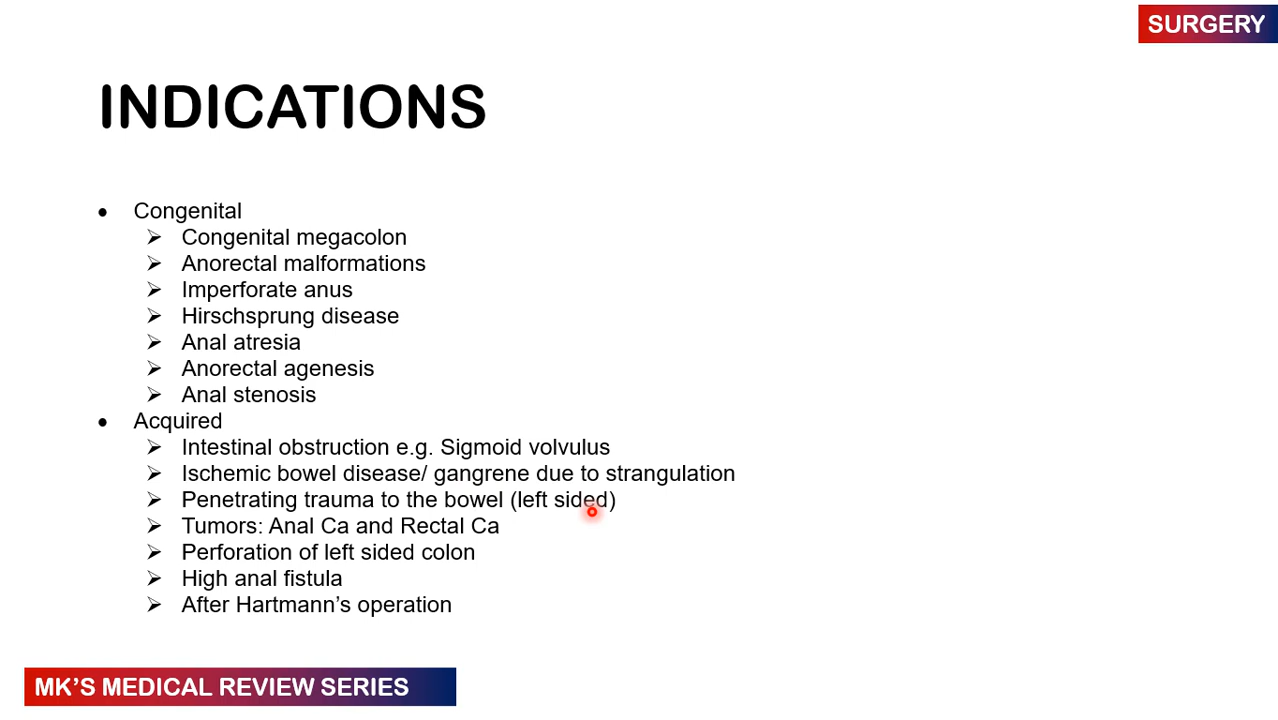 SURGERY
INDICATIONS
• Congenital
➢ Congenital megacolon
➢ Anorectal malformations
➢ Imperforate anus
➢ Hirschsprung disease
➢ Anal atresia
➢ Anorectal agenesis
➢ Anal stenosis
• Acquired
➢ Intestinal obstruction e.g. Sigmoid volvulus
➢ Ischemic bowel disease/ gangrene due to strangulation
➢ Penetrating trauma to the bowel (left sided)
➢ Tumors: Anal Ca and Rectal Ca
➢ Perforation of left sided colon
➢ High anal fistula
➢ After Hartmann’s operation
MK’S MEDICAL REVIEW SERIES